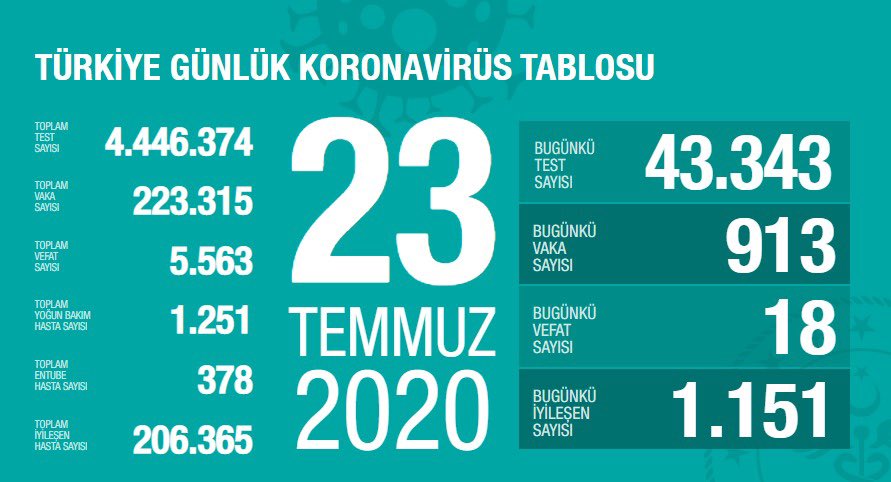 TÜRKİYE GÜNLÜK KORONAVİRÜS TABLOSU
TOPLAM
TEST
SAYISI
4.446.374
TOPLAM
VAKA
SAYISI
223.315
TOPLAM
VEFAT
SAYISI
5.563
TOPLAM
YOĞUN BAKIM
HASTA SAYISI
1.251
TOPLAM
ENTUBE
HASTA SAYISI
378
TOPLAM
İYİLEŞEN
HASTA SAYISI
206.365
23
TEMMUZ
2020
BUGÜNKÜ
TEST
SAYISI
43.343
BUGÜNKÜ
VAKA
SAYISI
913
BUGÜNKÜ
VEFAT
SAYISI
18
BUGÜNKÜ
İYİLEŞEN
SAYISI
1.151